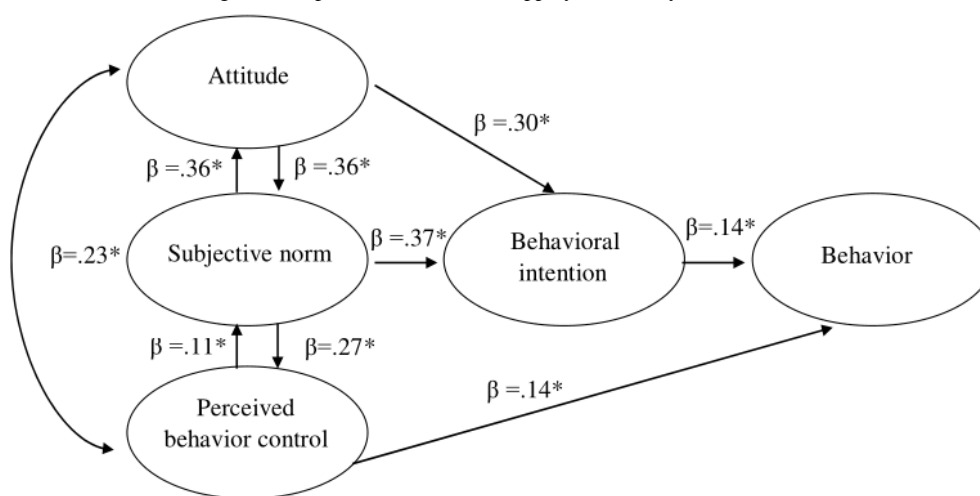 Attitude
β =.30*
β =.36*
β =.36*
Subjective norm
β =.37*
Behavioral
intention
β=.14*
Behavior
β=.23*
β =.11*
β=.27*
Perceived
behavior control
β =.14*